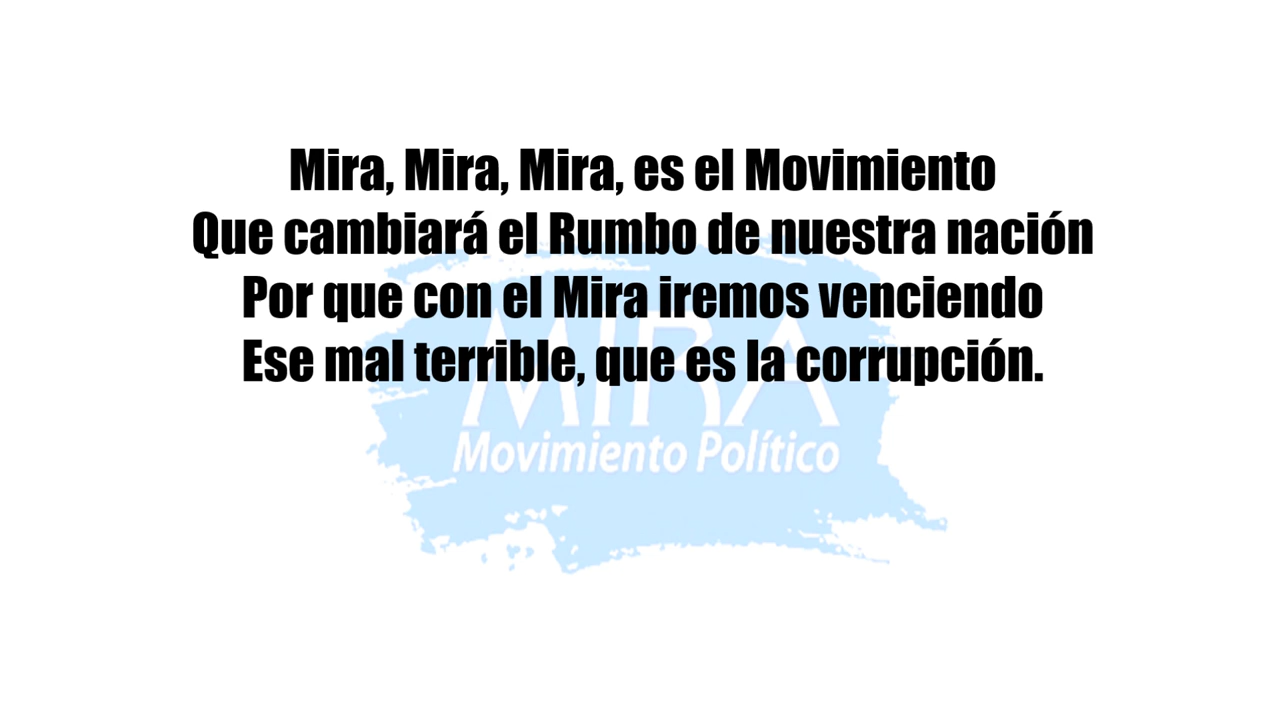 Mira, Mira, Mira, es el Movimiento
Que cambiará el Rumbo de nuestra nación
Por que con el Mira iremos venciendo
Ese mal terrible, que es la corrupción.
MIRA
Movimiento Político